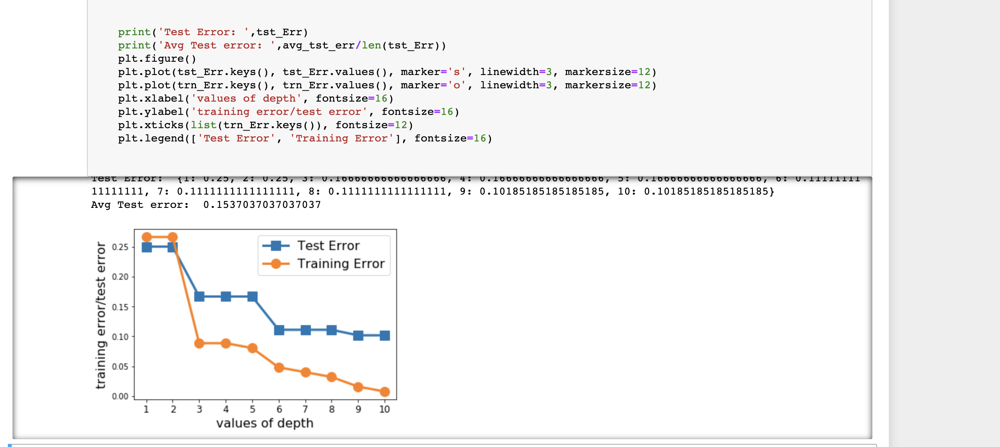 print('Test Error: ',tst_Err)
print('Avg Test error: ',avg_tst_err/len(tst_Err))
plt.figure()
plt.plot(tst_Err.keys(), tst_Err.values(), marker='s', linewidth=3, markersize=12)
plt.plot(trn_Err.keys(), trn_Err.values(), marker='o', linewidth=3, markersize=12)
plt.xlabel('values of depth', fontsize=16)
plt.ylabel('training error/test error', fontsize=16)
plt.xticks(list(trn_Err.keys()), fontsize=12)
plt.legend(['Test Error', 'Training Error'], fontsize=16)
Test Error:  {1: 0.25, 2: 0.25, 3: 0.16666666666666666, 4: 0.16666666666666666, 5: 0.16666666666666666, 6: 0.11111111
11111111, 7: 0.1111111111111111, 8: 0.1111111111111111, 9: 0.10185185185185185, 10: 0.10185185185185185}
Avg Test error:  0.1537037037037037
Test Error
Training Error
training error/test error
0.25
0.20
0.15
0.10
0.05
0.00
1 2 3 4 5 6 7 8 9 10
values of depth